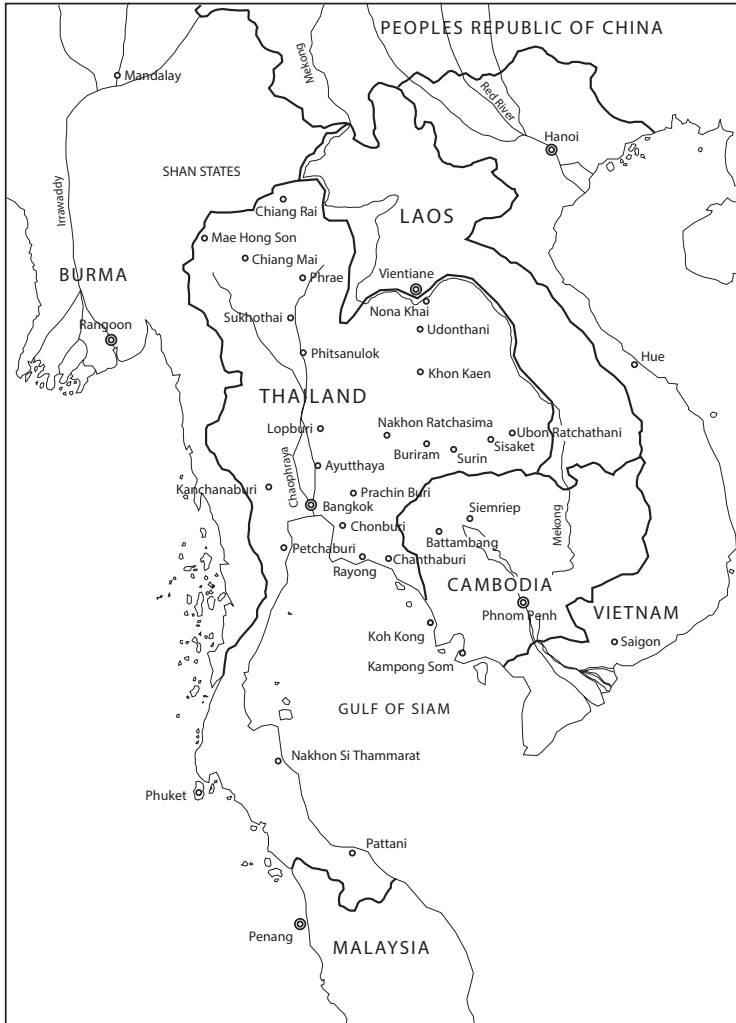 PEOPLES REPUBLIC OF CHINA
Mekong
Mandalay
Red River
Hanoi
SHAN STATES
Irrawaddy
Chiang Rai
LAOS
Mae Hong Son
Chiang Mai
BURMA
Phrae
Vientiane
Nona Khai
Sukhothai
Rangoon
Udonthani
Phitsanulok
Hue
Khon Kaen
THAILAND
Lopburi
Nakhon Ratchasima
Ubon Ratchathani
Sisaket
Buriram
Surin
Chaophraya
Ayutthaya
Kanchanaburi
Prachin Buri
Bangkok
Siemriep
Mekong
Chonburi
Battambang
Petchaburi
Rayong
Chanthaburi
CAMBODIA
Phnom Penh
VIETNAM
Koh Kong
Saigon
Kampong Som
GULF OF SIAM
Nakhon Si Thammarat
Phuket
Pattani
Penang
MALAYSIA